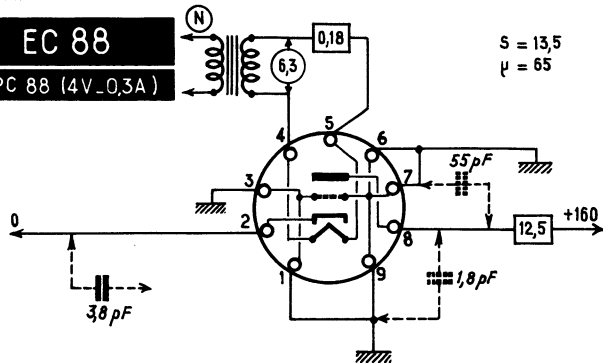 EC 88
PC 88 (4V_0,3A)
N
6,3
0,18
S = 13,5
μ = 65
4
5
6
3
7
55 pF
2
8
0
+160
12,5
1
9
3,8 pF
1,8 pF